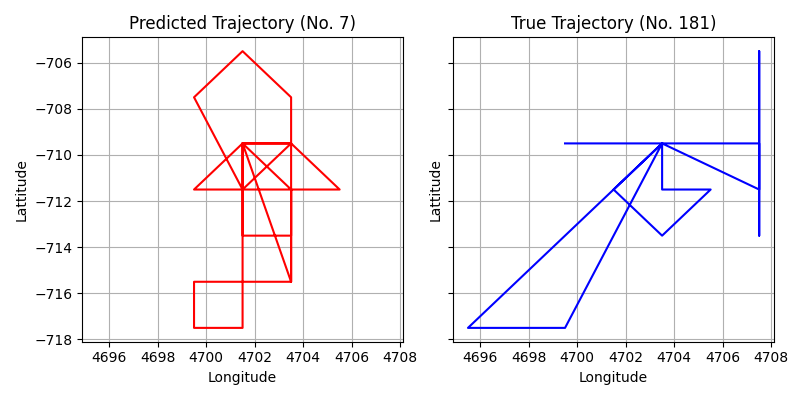 Predicted Trajectory (No. 7)
True Trajectory (No. 181)
−706
−708
−710
−712
−714
−716
−718
Lattitude
Lattitude
4696 4698 4700 4702 4704 4706 4708
4696 4698 4700 4702 4704 4706 4708
Longitude
Longitude